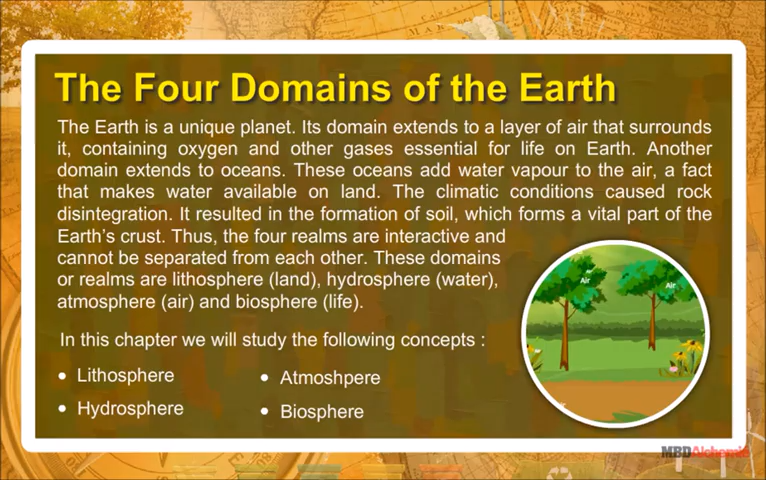 The Four Domains of the Earth
The Earth is a unique planet. Its domain extends to a layer of air that surrounds
it, containing oxygen and other gases essential for life on Earth. Another
domain extends to oceans. These oceans add water vapour to the air, a fact
that makes water available on land. The climatic conditions caused rock
disintegration. It resulted in the formation of soil, which forms a vital part of the
Earth's crust. Thus, the four realms are interactive and
cannot be separated from each other. These domains
or realms are lithosphere (land), hydrosphere (water),
atmosphere (air) and biosphere (life).
Air
Air
In this chapter we will study the following concepts :
• Lithosphere
• Atmoshpere
• Hydrosphere
• Biosphere
MBDAlchemie